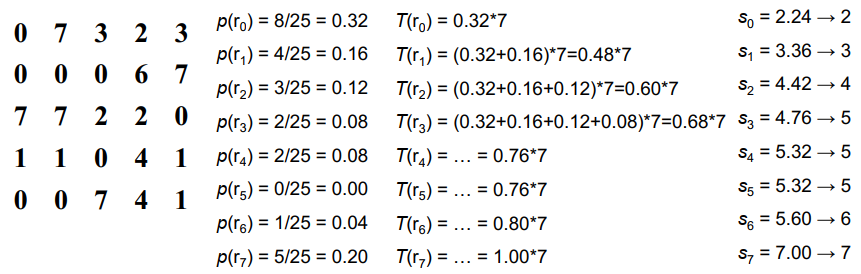 0 7 3 2 3
0 0 0 6 7
7 7 2 2 0
1 1 0 4 1
0 0 7 4 1
p(r₀) = 8/25 = 0.32 T(r₀) = 0.32*7 s₀ = 2.24 → 2
p(r₁) = 4/25 = 0.16 T(r₁) = (0.32+0.16)*7=0.48*7 s₁ = 3.36 → 3
p(r₂) = 3/25 = 0.12 T(r₂) = (0.32+0.16+0.12)*7=0.60*7 s₂ = 4.42 → 4
p(r₃) = 2/25 = 0.08 T(r₃) = (0.32+0.16+0.12+0.08)*7=0.68*7 s₃ = 4.76 → 5
p(r₄) = 2/25 = 0.08 T(r₄) = … = 0.76*7 s₄ = 5.32 → 5
p(r₅) = 0/25 = 0.00 T(r₅) = … = 0.76*7 s₅ = 5.32 → 5
p(r₆) = 1/25 = 0.04 T(r₆) = … = 0.80*7 s₆ = 5.60 → 6
p(r₇) = 5/25 = 0.20 T(r₇) = … = 1.00*7 s₇ = 7.00 → 7